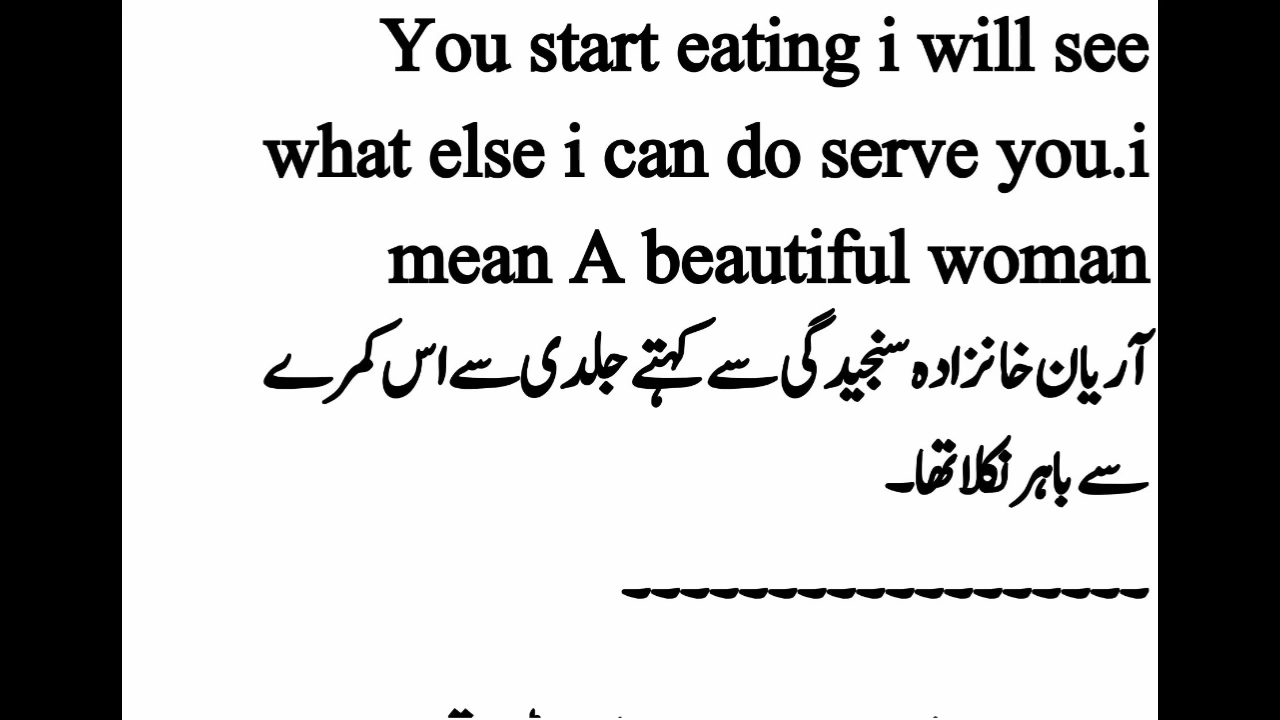 You start eating i will see
what else i can do serve you.i
mean A beautiful woman
آریان خانزادہ سنجیدگی سے کہتے جلدی سے اس کمرے
سے باہر نکلا تھا۔
۔۔۔۔۔۔۔۔۔۔۔۔۔۔۔۔۔۔